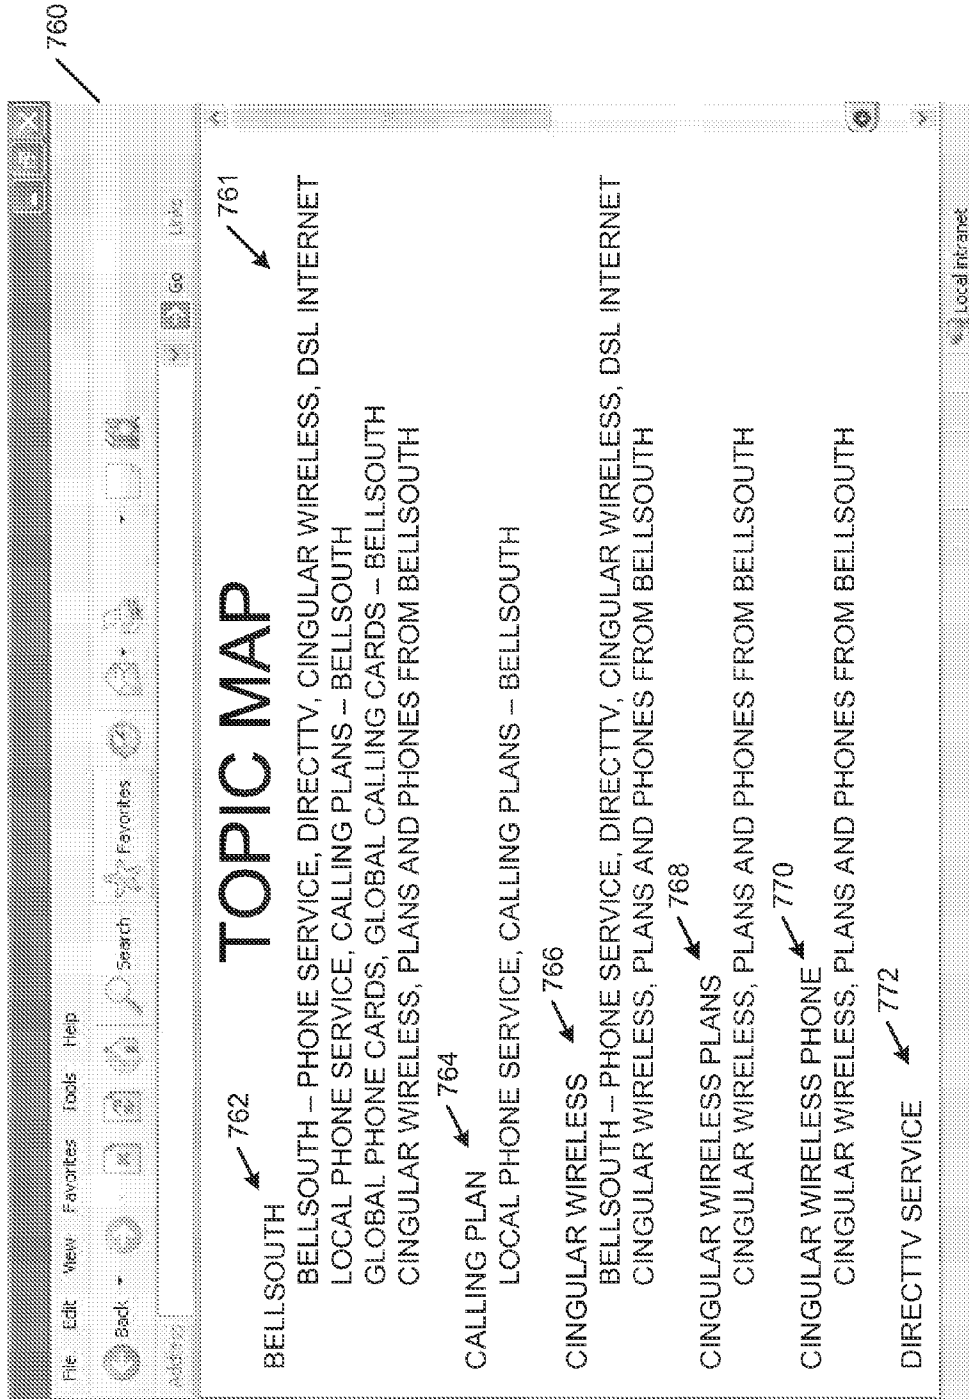 760
File Edit View Favorites Tools Help
Back Search Favorites
Address Go Links
TOPIC MAP
761
BELLSOUTH 762
BELLSOUTH – PHONE SERVICE, DIRECTTV, CINGULAR WIRELESS, DSL INTERNET
LOCAL PHONE SERVICE, CALLING PLANS – BELLSOUTH
GLOBAL PHONE CARDS, GLOBAL CALLING CARDS – BELLSOUTH
CINGULAR WIRELESS, PLANS AND PHONES FROM BELLSOUTH
CALLING PLAN 764
LOCAL PHONE SERVICE, CALLING PLANS – BELLSOUTH
CINGULAR WIRELESS 766
BELLSOUTH – PHONE SERVICE, DIRECTTV, CINGULAR WIRELESS, DSL INTERNET
CINGULAR WIRELESS, PLANS AND PHONES FROM BELLSOUTH
CINGULAR WIRELESS PLANS 768
CINGULAR WIRELESS, PLANS AND PHONES FROM BELLSOUTH
CINGULAR WIRELESS PHONE 770
CINGULAR WIRELESS, PLANS AND PHONES FROM BELLSOUTH
DIRECTTV SERVICE 772
Local intranet